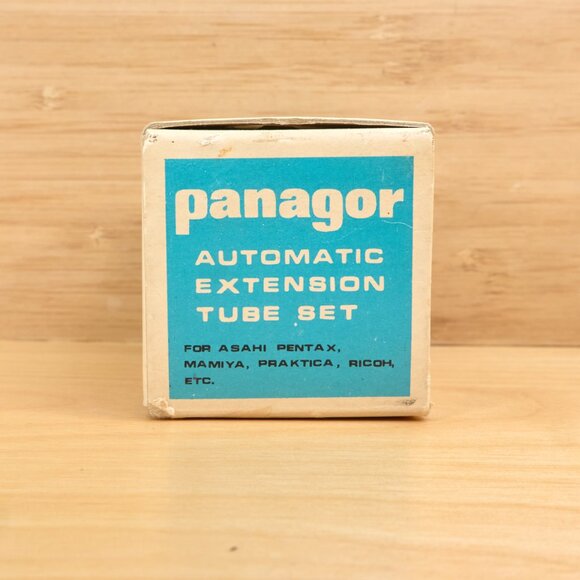 panagor
AUTOMATIC
EXTENSION
TUBE SET
FOR ASAHI PENTAX,
MAMIYA, PRAKTICA, RICOH,
ETC.